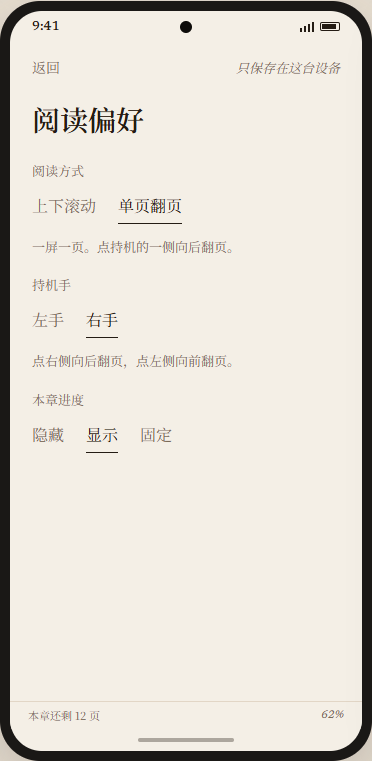 9:41
返回 只保存在这台设备
阅读偏好
阅读方式
上下滚动 单页翻页
一屏一页。点持机的一侧向后翻页。
持机手
左手 右手
点右侧向后翻页，点左侧向前翻页。
本章进度
隐藏 显示 固定
本章还剩 12 页 62%